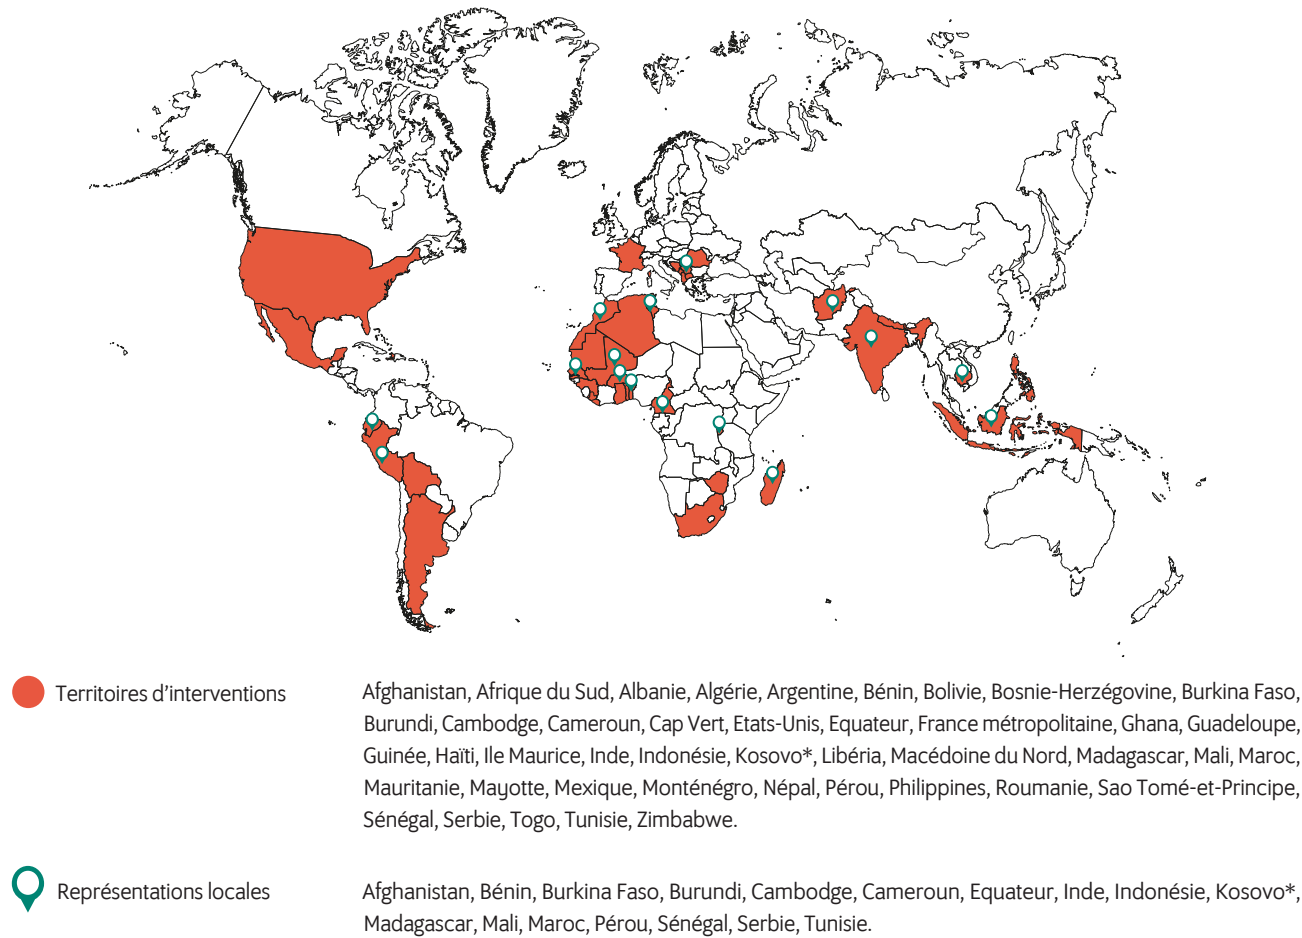 Territoires d’interventions
Afghanistan, Afrique du Sud, Albanie, Algérie, Argentine, Bénin, Bolivie, Bosnie-Herzégovine, Burkina Faso,
Burundi, Cambodge, Cameroun, Cap Vert, Etats-Unis, Equateur, France métropolitaine, Ghana, Guadeloupe,
Guinée, Haïti, Ile Maurice, Inde, Indonésie, Kosovo*, Libéria, Macédoine du Nord, Madagascar, Mali, Maroc,
Mauritanie, Mayotte, Mexique, Monténégro, Népal, Pérou, Philippines, Roumanie, Sao Tomé-et-Principe,
Sénégal, Serbie, Togo, Tunisie, Zimbabwe.
Représentations locales
Afghanistan, Bénin, Burkina Faso, Burundi, Cambodge, Cameroun, Equateur, Inde, Indonésie, Kosovo*,
Madagascar, Mali, Maroc, Pérou, Sénégal, Serbie, Tunisie.